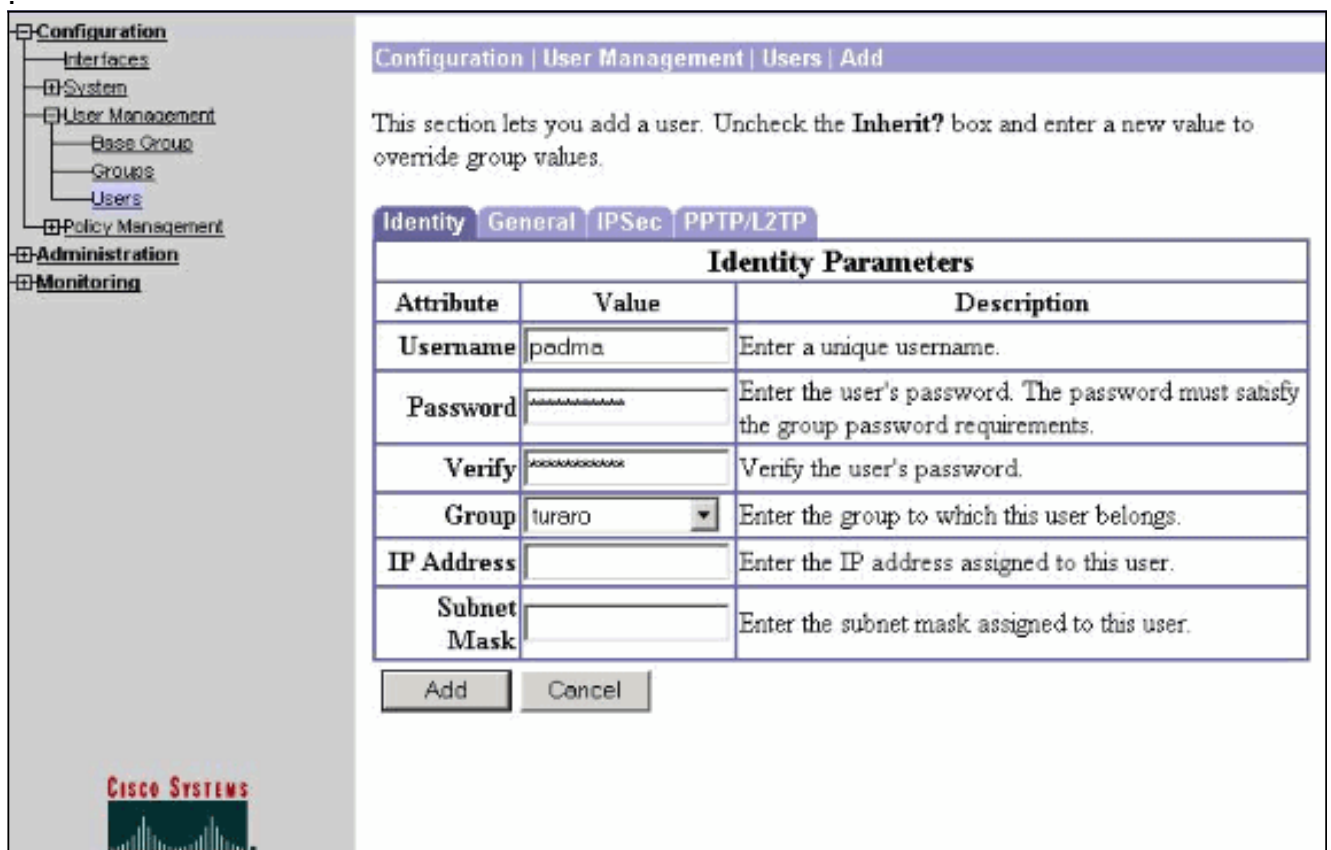 Configuration
Interfaces
System
User Management
Base Group
Groups
Users
Policy Management
Administration
Monitoring
Configuration | User Management | Users | Add
This section lets you add a user. Uncheck the Inherit? box and enter a new value to
override group values.
Identity General IPSec PPTP/L2TP
Identity Parameters
Attribute Value Description
Username padma Enter a unique username.
Password *********** Enter the user's password. The password must satisfy
the group password requirements.
Verify *********** Verify the user's password.
Group turaro Enter the group to which this user belongs.
IP Address Enter the IP address assigned to this user.
Subnet
Mask Enter the subnet mask assigned to this user.
Add Cancel
CISCO SYSTEMS